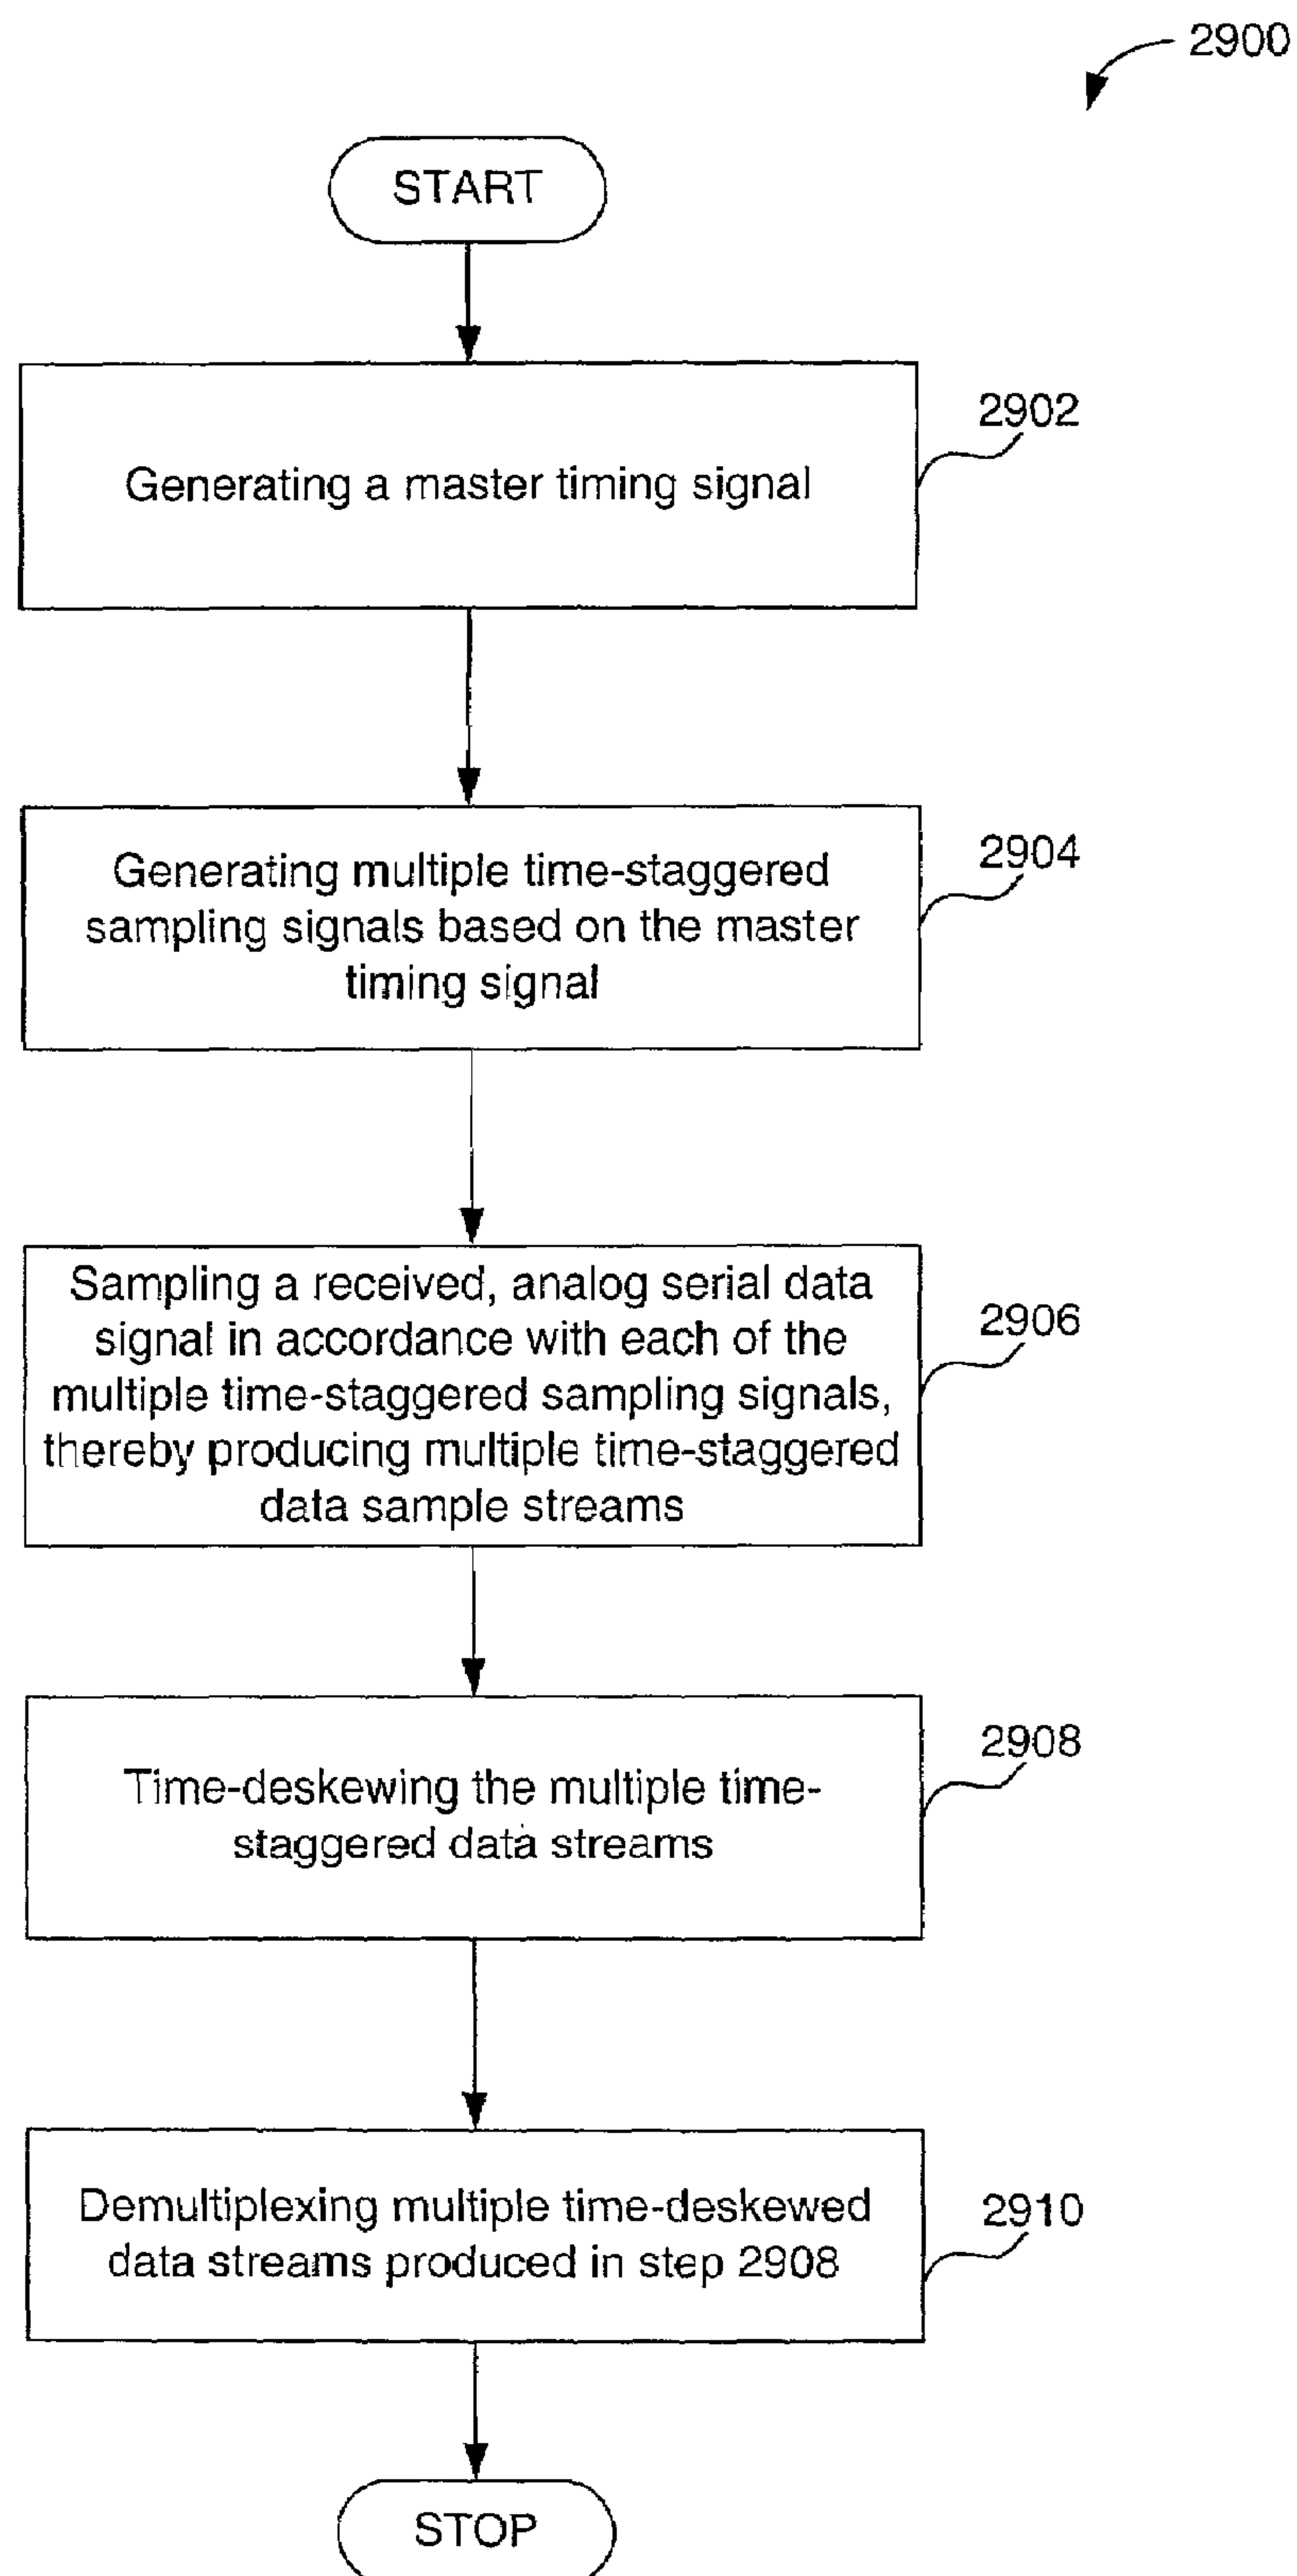 2900
START
2902
Generating a master timing signal
2904
Generating multiple time-staggered
sampling signals based on the master
timing signal
2906
Sampling a received, analog serial data
signal in accordance with each of the
multiple time-staggered sampling signals,
thereby producing multiple time-staggered
data sample streams
2908
Time-deskewing the multiple time-
staggered data streams
2910
Demultiplexing multiple time-deskewed
data streams produced in step 2908
STOP